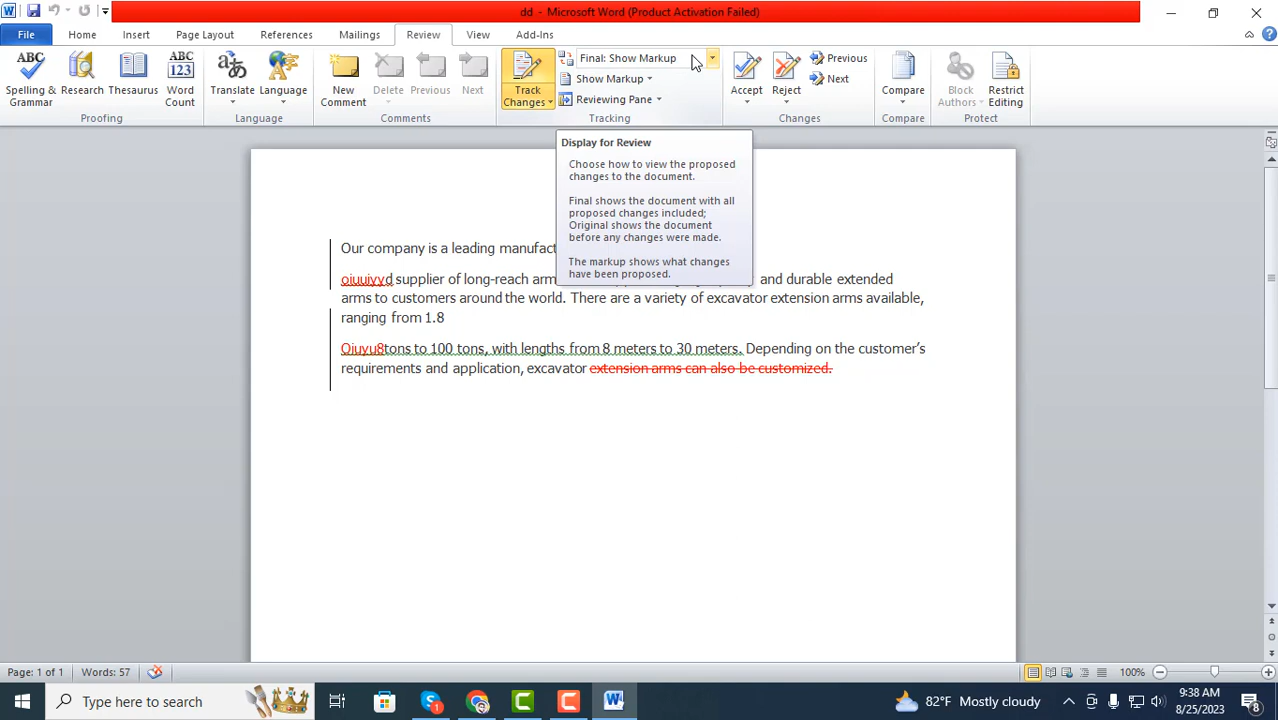 dd - Microsoft Word (Product Activation Failed)
File Home Insert Page Layout References Mailings Review View Add-Ins
Spelling & Grammar
Research
Thesaurus
Word Count
Translate
Language
New Comment
Delete
Previous
Next
Track Changes
Final: Show Markup
Show Markup
Reviewing Pane
Accept
Reject
Previous
Next
Compare
Block Authors
Restrict Editing
Proofing Language Comments Tracking Changes Compare Protect
Display for Review
Choose how to view the proposed
changes to the document.
Final shows the document with all
proposed changes included;
Original shows the document
before any changes were made.
The markup shows what changes
have been proposed.
Our company is a leading
oiuuiyyd supplier of long-reach and durable extended
arms to customers around the world. There are a variety of excavator extension arms available,
ranging from 1.8
Oiuyu8tons to 100 tons, with lengths from 8 meters to 30 meters. Depending on the customer's
requirements and application, excavator extension arms can also be customized.
Page: 1 of 1 Words: 57 100%
Type here to search
82°F Mostly cloudy
9:38 AM
8/25/2023
8